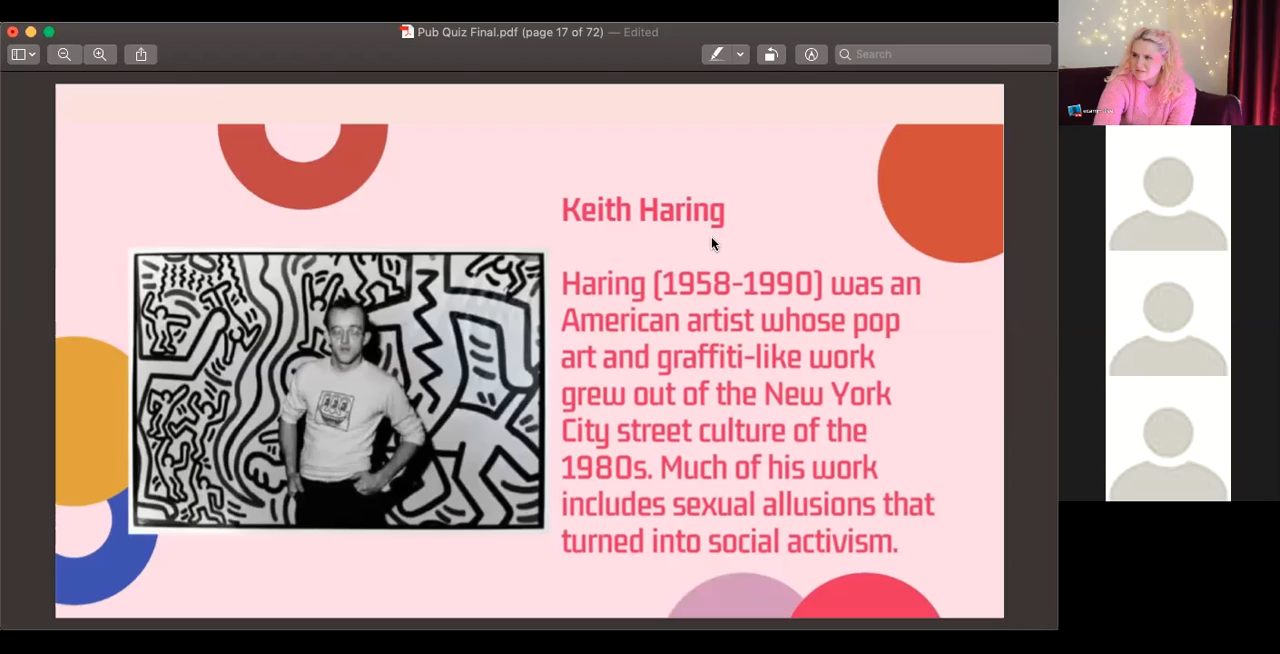 Pub Quiz Final.pdf (page 17 of 72) — Edited
Search
Keith Haring
Haring (1958-1990) was an
American artist whose pop
art and graffiti-like work
grew out of the New York
City street culture of the
1980s. Much of his work
includes sexual allusions that
turned into social activism.